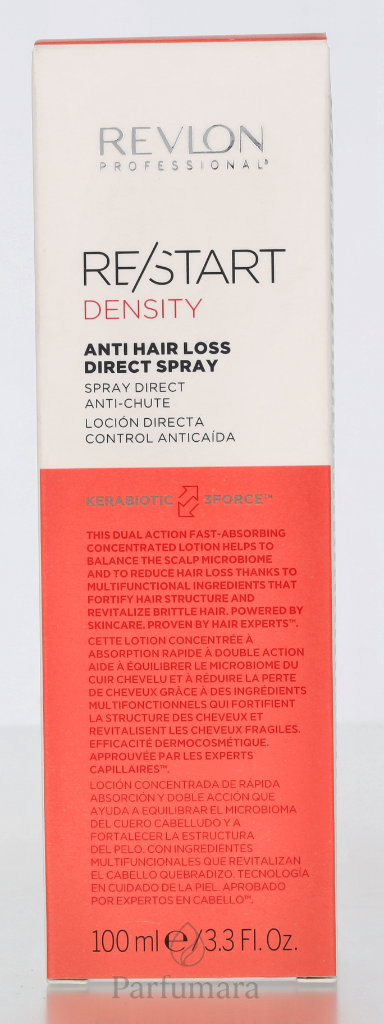 REVLON
PROFESSIONAL®
RE/START
DENSITY
ANTI HAIR LOSS
DIRECT SPRAY
SPRAY DIRECT
ANTI-CHUTE
LOCIÓN DIRECTA
CONTROL ANTICAÍDA
KERABIOTIC 3FORCE™
THIS DUAL ACTION FAST-ABSORBING
CONCENTRATED LOTION HELPS TO
BALANCE THE SCALP MICROBIOME
AND TO REDUCE HAIR LOSS THANKS TO
MULTIFUNCTIONAL INGREDIENTS THAT
FORTIFY HAIR STRUCTURE AND
REVITALIZE BRITTLE HAIR. POWERED BY
SKINCARE. PROVEN BY HAIR EXPERTS™.
CETTE LOTION CONCENTRÉE À
ABSORPTION RAPIDE À DOUBLE ACTION
AIDE À ÉQUILIBRER LE MICROBIOME DU
CUIR CHEVELU ET À RÉDUIRE LA PERTE
DE CHEVEUX GRÂCE À DES INGRÉDIENTS
MULTIFONCTIONNELS QUI FORTIFIENT
LA STRUCTURE DES CHEVEUX ET
REVITALISENT LES CHEVEUX FRAGILES.
EFFICACITÉ DERMOCOSMÉTIQUE.
APPROUVÉE PAR LES EXPERTS
CAPILLAIRES™.
LOCIÓN CONCENTRADA DE RÁPIDA
ABSORCIÓN Y DOBLE ACCIÓN QUE
AYUDA A EQUILIBRAR EL MICROBIOMA
DEL CUERO CABELLUDO Y A
FORTALECER LA ESTRUCTURA
DEL PELO. CON INGREDIENTES
MULTIFUNCIONALES QUE REVITALIZAN
EL CABELLO QUEBRADIZO. TECNOLOGÍA
EN CUIDADO DE LA PIEL. APROBADO
POR EXPERTOS EN CABELLO™.
100 ml ℮/3.3 Fl. Oz.
Parfumara